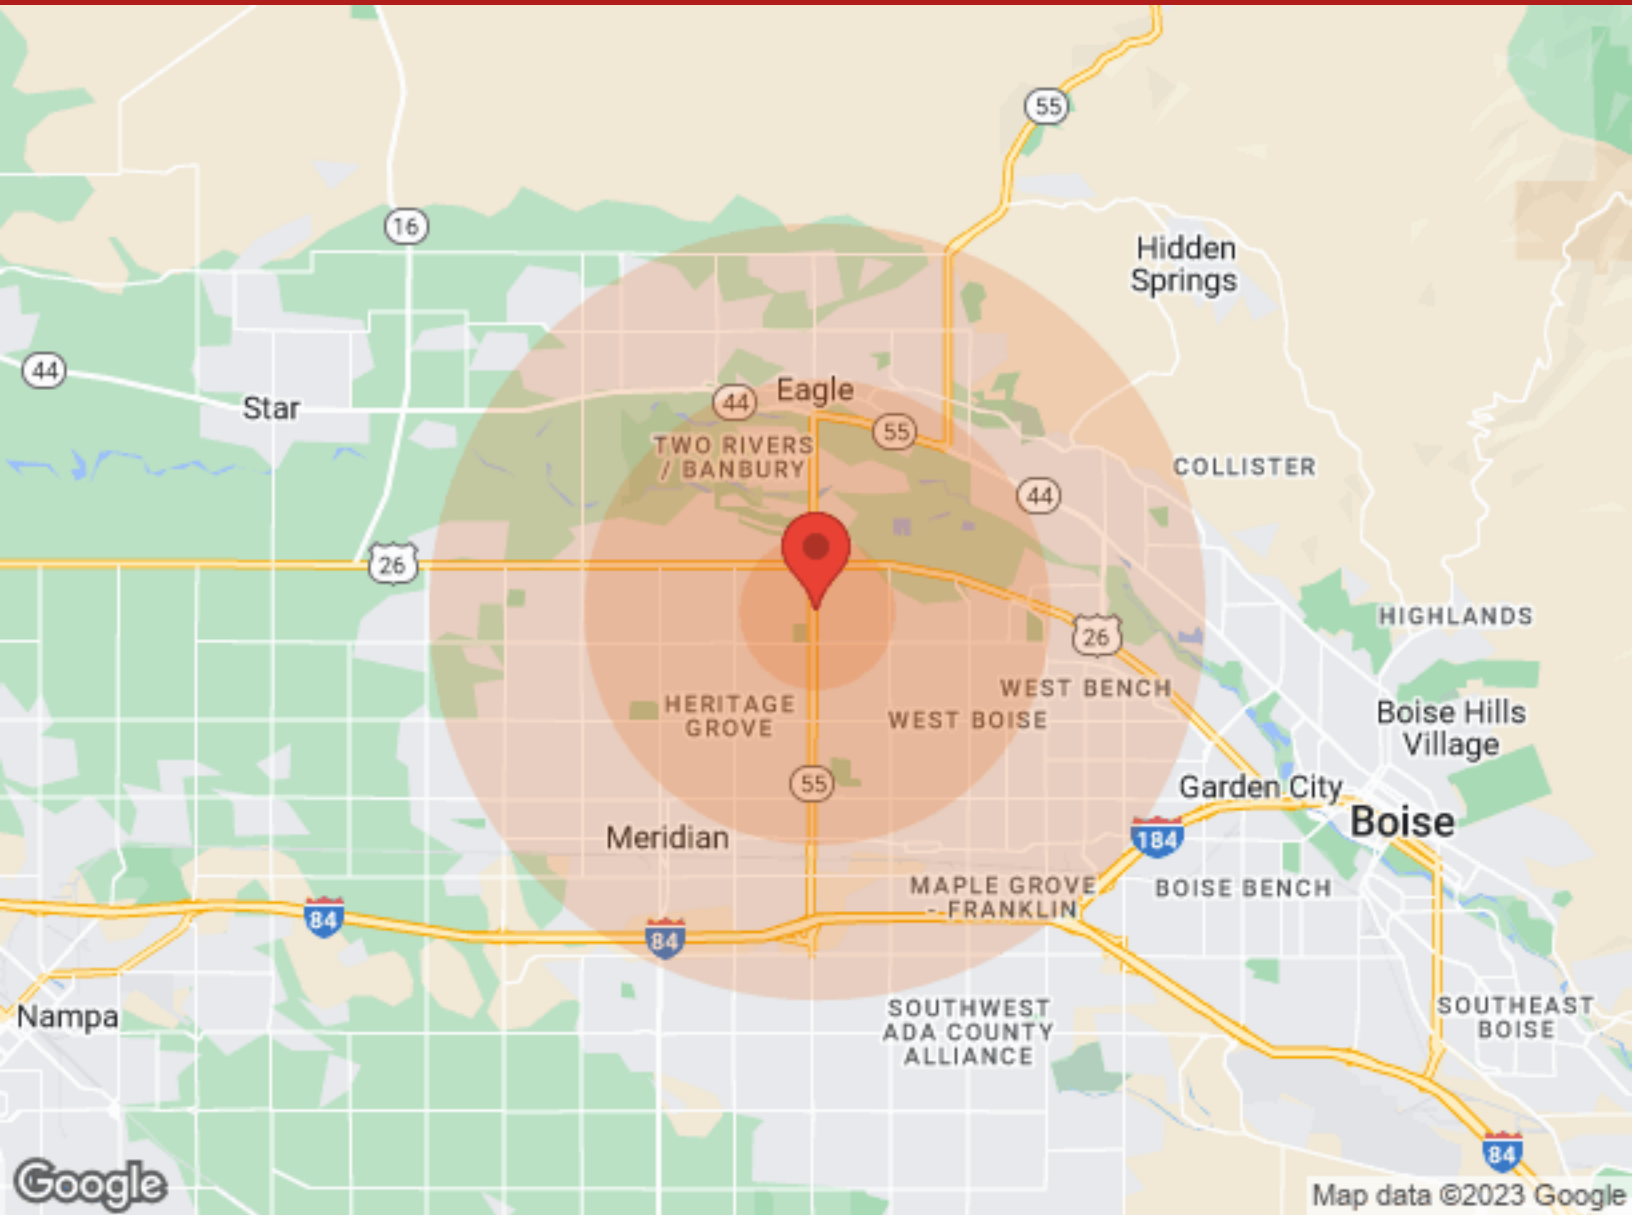 55
16
Hidden
Springs
44
Star
44
Eagle
55
TWO RIVERS
/ BANBURY
44
COLLISTER
26
26
HIGHLANDS
WEST BENCH
HERITAGE
GROVE
WEST BOISE
Boise Hills
Village
55
Garden City
Boise
Meridian
184
MAPLE GROVE
- FRANKLIN
BOISE BENCH
84
84
Nampa
SOUTHWEST
ADA COUNTY
ALLIANCE
SOUTHEAST
BOISE
84
Google
Map data ©2023 Google